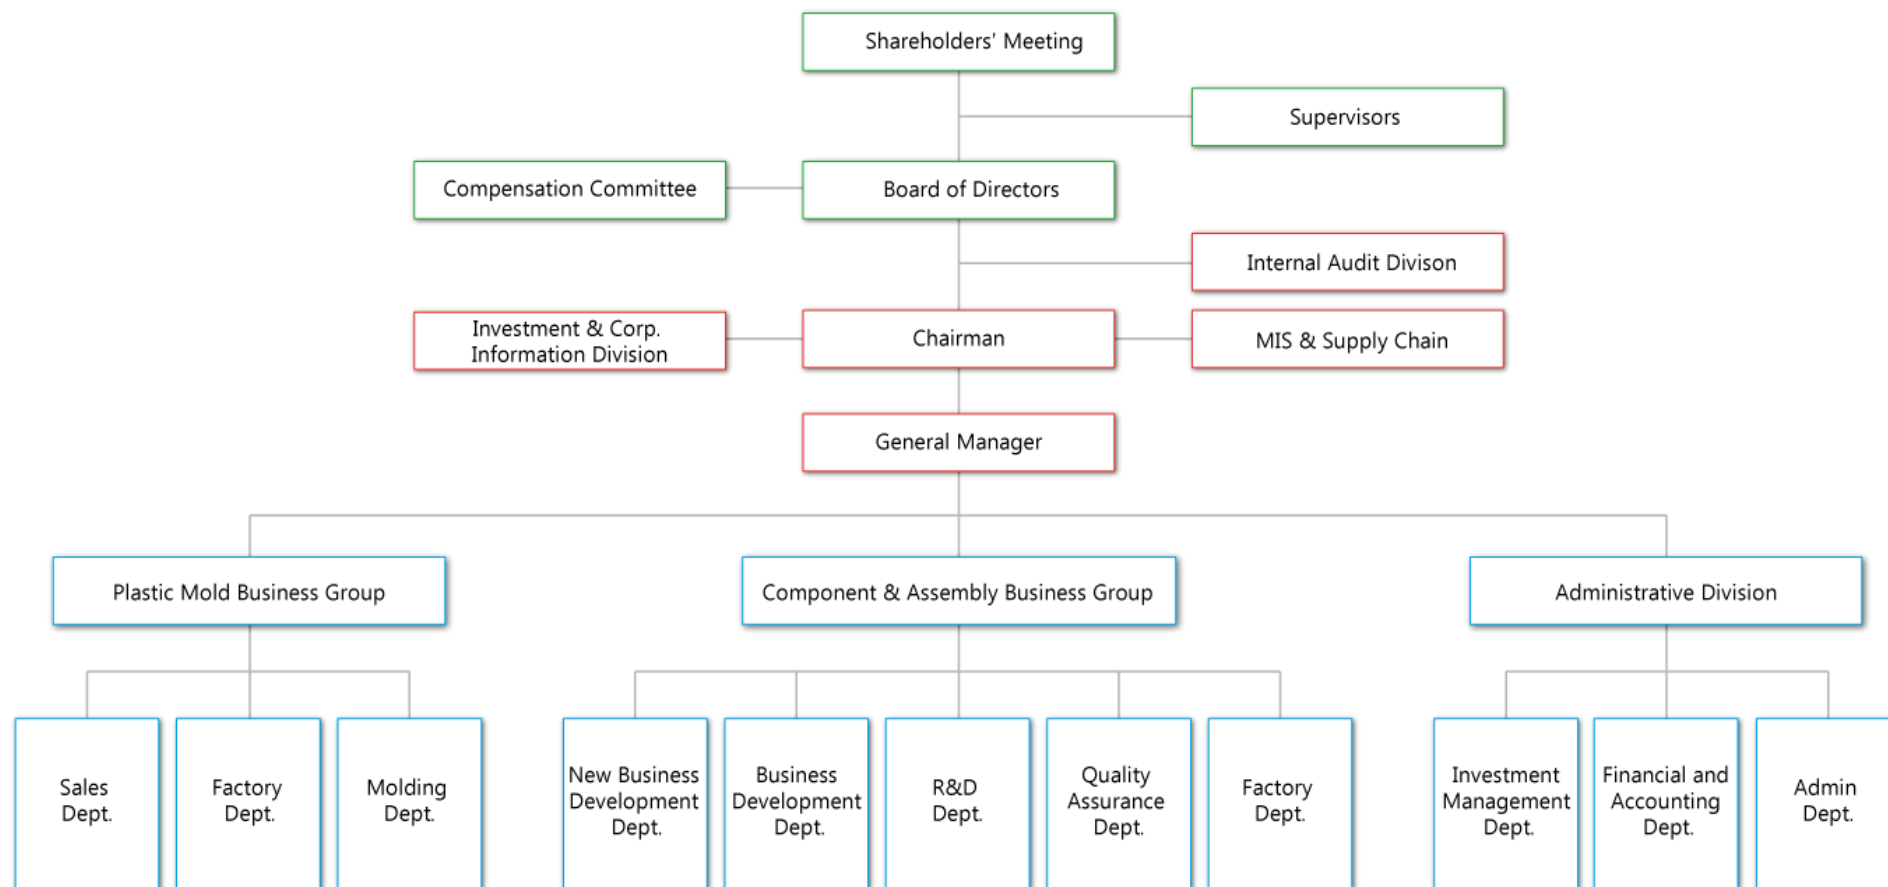 Shareholders' Meeting
Supervisors
Compensation Committee
Board of Directors
Internal Audit Divison
Investment & Corp.
Information Division
Chairman
MIS & Supply Chain
General Manager
Plastic Mold Business Group
Component & Assembly Business Group
Administrative Division
Sales
Dept.
Factory
Dept.
Molding
Dept.
New Business
Development
Dept.
Business
Development
Dept.
R&D
Dept.
Quality
Assurance
Dept.
Factory
Dept.
Investment
Management
Dept.
Financial and
Accounting
Dept.
Admin
Dept.